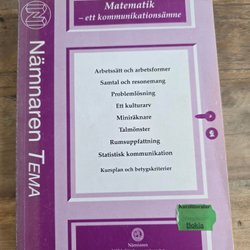 Matematik
– ett kommunikationsämne
Nämnaren TEMA
Arbetssätt och arbetsformer
Samtal och resonemang
Problemlösning
Ett kulturarv
Miniräknare
Talmönster
Rumsuppfattning
Statistisk kommunikation
Kursplan och betygskriterier
Nämnaren